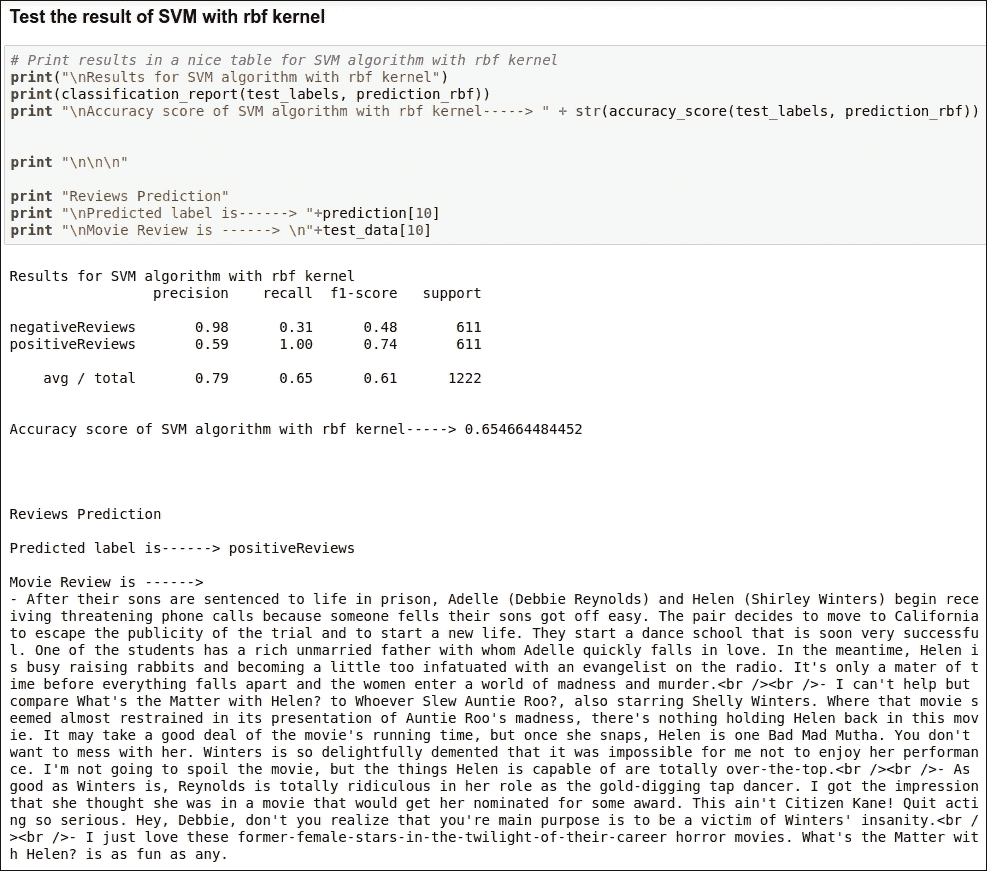 Test the result of SVM with rbf kernel
# Print results in a nice table for SVM algorithm with rbf kernel
print("\nResults for SVM algorithm with rbf kernel")
print(classification_report(test_labels, prediction_rbf))
print "\nAccuracy score of SVM algorithm with rbf kernel-----> " + str(accuracy_score(test_labels, prediction_rbf))
print "\n\n\n"
print "Reviews Prediction"
print "\nPredicted label is------> "+prediction[10]
print "\nMovie Review is ------> \n"+test_data[10]
Results for SVM algorithm with rbf kernel
precision recall f1-score support
negativeReviews 0.98 0.31 0.48 611
positiveReviews 0.59 1.00 0.74 611
avg / total 0.79 0.65 0.61 1222
Accuracy score of SVM algorithm with rbf kernel-----> 0.654664484452
Reviews Prediction
Predicted label is------> positiveReviews
Movie Review is ------>
- After their sons are sentenced to life in prison, Adelle (Debbie Reynolds) and Helen (Shirley Winters) begin rece
iving threatening phone calls because someone fells their sons got off easy. The pair decides to move to California
to escape the publicity of the trial and to start a new life. They start a dance school that is soon very successfu
l. One of the students has a rich unmarried father with whom Adelle quickly falls in love. In the meantime, Helen i
s busy raising rabbits and becoming a little too infatuated with an evangelist on the radio. It's only a mater of t
ime before everything falls apart and the women enter a world of madness and murder.<br /><br />- I can't help but
compare What's the Matter with Helen? to Whoever Slew Auntie Roo?, also starring Shelly Winters. Where that movie s
eemed almost restrained in its presentation of Auntie Roo's madness, there's nothing holding Helen back in this mov
ie. It may take a good deal of the movie's running time, but once she snaps, Helen is one Bad Mad Mutha. You don't
want to mess with her. Winters is so delightfully demented that it was impossible for me not to enjoy her performan
ce. I'm not going to spoil the movie, but the things Helen is capable of are totally over-the-top.<br /><br />- As
good as Winters is, Reynolds is totally ridiculous in her role as the gold-digging tap dancer. I got the impression
that she thought she was in a movie that would get her nominated for some award. This ain't Citizen Kane! Quit acti
ng so serious. Hey, Debbie, don't you realize that you're main purpose is to be a victim of Winters' insanity.<br /
><br />- I just love these former-female-stars-in-the-twilight-of-their-career horror movies. What's the Matter wit
h Helen? is as fun as any.